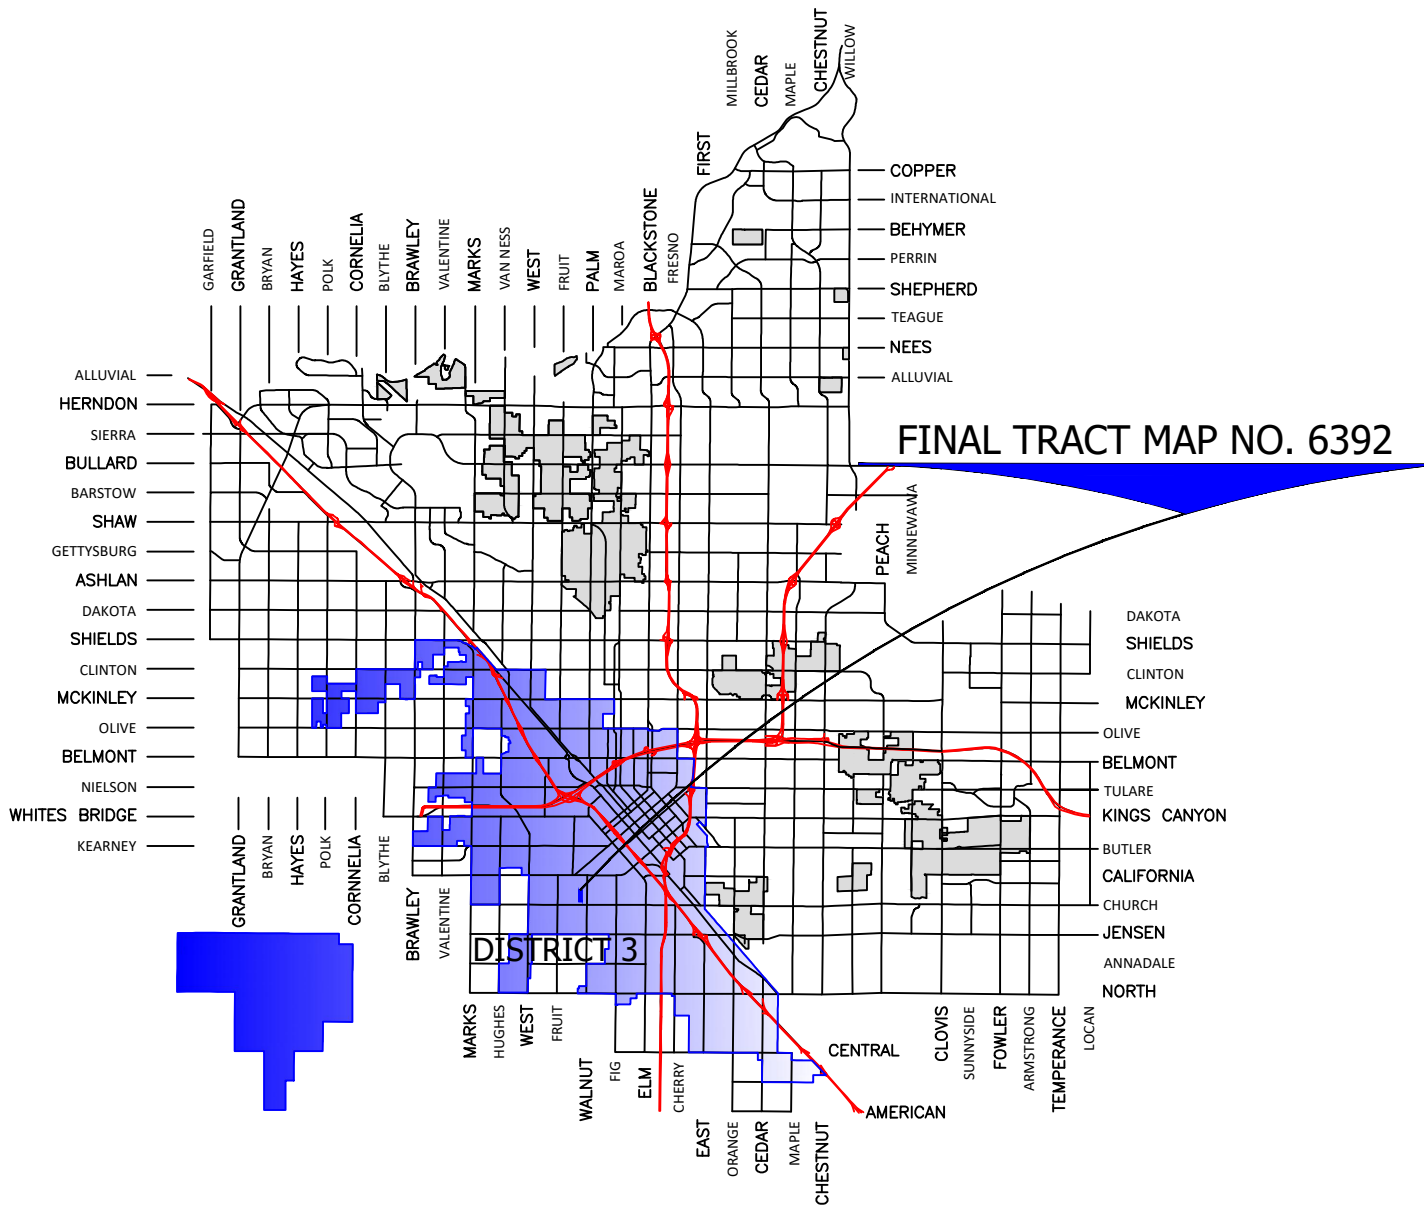 MILLBROOK
CEDAR
MAPLE
CHESTNUT
WILLOW
FIRST
COPPER
INTERNATIONAL
BEHYMER
PERRIN
SHEPHERD
TEAGUE
NEES
ALLUVIAL
GARFIELD
GRANTLAND
BRYAN
HAYES
POLK
CORNELIA
BLYTHE
BRAWLEY
VALENTINE
MARKS
VAN NESS
WEST
FRUIT
PALM
MAROA
BLACKSTONE
FRESNO
ALLUVIAL
HERNDON
SIERRA
BULLARD
BARSTOW
SHAW
GETTYSBURG
ASHLAN
DAKOTA
SHIELDS
CLINTON
MCKINLEY
OLIVE
BELMONT
NIELSON
WHITES BRIDGE
KEARNEY
FINAL TRACT MAP NO. 6392
PEACH
MINNEWAWA
DAKOTA
SHIELDS
CLINTON
MCKINLEY
OLIVE
BELMONT
TULARE
KINGS CANYON
BUTLER
CALIFORNIA
CHURCH
JENSEN
ANNADALE
NORTH
GRANTLAND
BRYAN
HAYES
POLK
CORNNELIA
BLYTHE
BRAWLEY
VALENTINE
DISTRICT 3
MARKS
HUGHES
WEST
FRUIT
WALNUT
FIG
ELM
CHERRY
EAST
ORANGE
CEDAR
MAPLE
CHESTNUT
CENTRAL
AMERICAN
CLOVIS
SUNNYSIDE
FOWLER
ARMSTRONG
TEMPERANCE
LOCAN